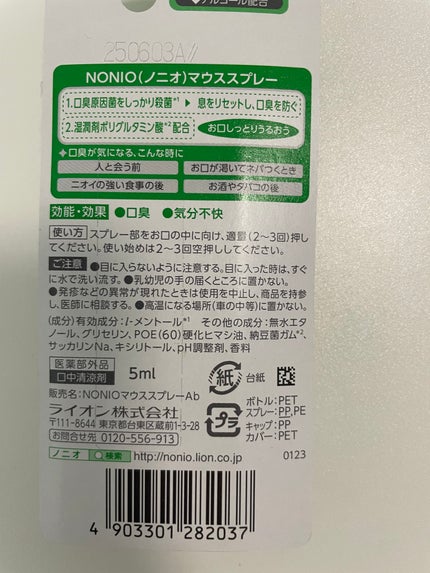 アルコール配合
250603A//
NONIO(ノニオ)マウススプレー
1.口臭原因菌をしっかり殺菌*1 ▶ 息をリセットし、口臭を防ぐ
2.湿潤剤ポリグルタミン酸*2配合 お口しっとりうるおう
口臭が気になる、こんな時に
人と会う前 お口が渇いてネバつくとき
ニオイの強い食事の後 お酒やタバコの後
効能・効果 ●口臭 ●気分不快
使い方 スプレー部をお口の中に向け、適量(2〜3回)押し
てください。使い始めは2〜3回空押ししてください。
ご注意 ●目に入らないように注意する。目に入った時は、すぐ
に水で洗い流す。●乳幼児の手の届くところに置かない。
●発疹などの異常が現れたときは使用を中止し、商品を持参
し、医師に相談する。●高温になる場所(車の中等)に置かない。
(成分)有効成分:l-メントール*1 その他の成分:無水エタ
ノール、グリセリン、POE(60)硬化ヒマシ油、納豆菌ガム*2、
サッカリンNa、キシリトール、pH調整剤、香料
医薬部外品
口中清涼剤 5ml
紙 台紙
販売名:NONIOマウススプレーAb
ライオン株式会社
〒111-8644 東京都台東区蔵前1-3-28
お問合せ先 0120-556-913
プラ
ボトル:PET
スプレー:PP,PE
キャップ:PP
カバー:PET
ノニオ 検索 http://nonio.lion.co.jp 0123
4 903301 282037